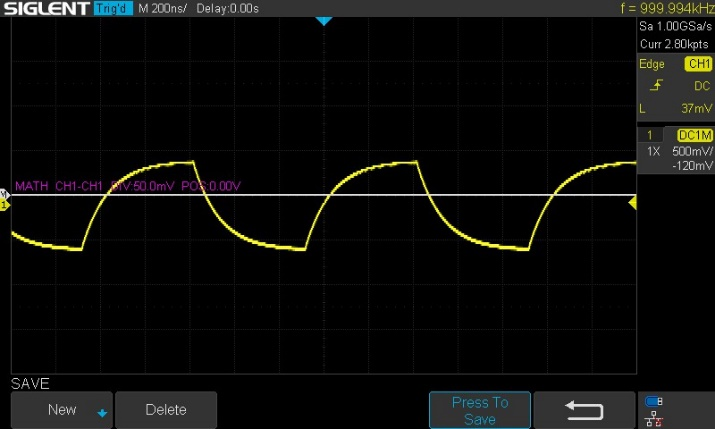 SIGLENT Trig'd M 200ns/ Delay:0.00s f = 999.994kHz
Sa 1.00GSa/s
Curr 2.80kpts
Edge CH1
DC
L 37mV
1 DC1M
1X 500mV/
-120mV
M MATH CH1-CH1 DIV:50.0mV POS:0.00V
1
SAVE
New
Delete
Press To
Save